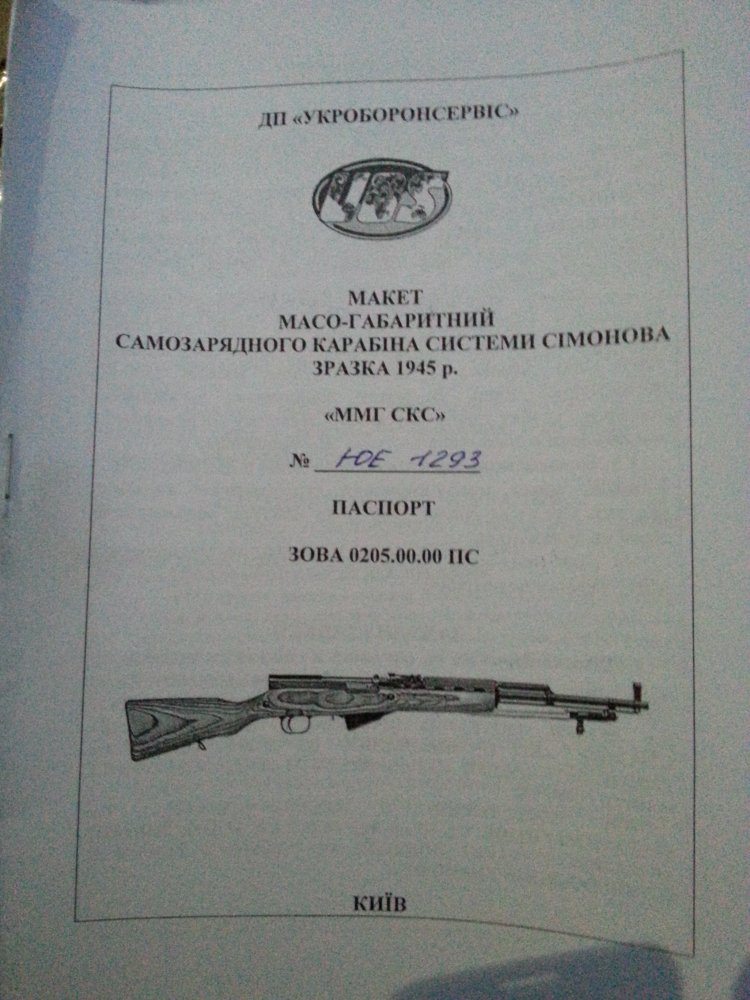 ДП «УКРОБОРОНСЕРВІС»
МАКЕТ
МАСО-ГАБАРИТНИЙ
САМОЗАРЯДНОГО КАРАБІНА СИСТЕМИ СІМОНОВА
ЗРАЗКА 1945 р.
«ММГ СКС»
№ ЮЕ 1293
ПАСПОРТ
ЗОВА 0205.00.00 ПС
КИЇВ